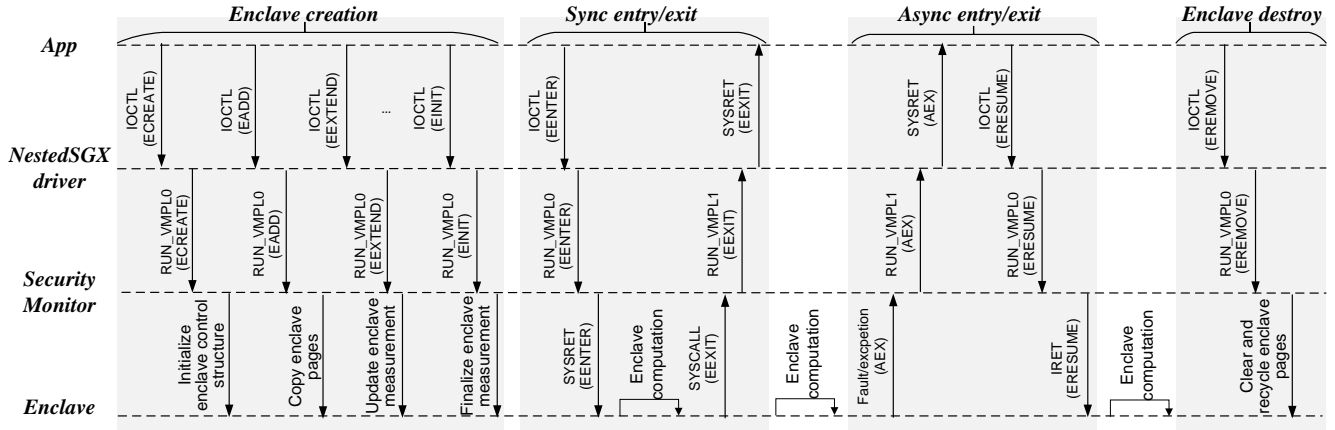 Enclave creation
Sync entry/exit
Async entry/exit
Enclave destroy
App
IOCTL
(ECREATE)
IOCTL
(EADD)
IOCTL
(EEXTEND)
...
IOCTL
(EINIT)
IOCTL
(EENTER)
SYSRET
(EEXIT)
SYSRET
(AEX)
IOCTL
(ERESUME)
IOCTL
(EREMOVE)
NestedSGX
driver
RUN_VMPL0
(ECREATE)
RUN_VMPL0
(EADD)
RUN_VMPL0
(EEXTEND)
RUN_VMPL0
(EINIT)
RUN_VMPL0
(EENTER)
RUN_VMPL1
(EEXIT)
RUN_VMPL1
(AEX)
RUN_VMPL0
(ERESUME)
RUN_VMPL0
(EREMOVE)
Security
Monitor
Initialize
enclave control
structure
Copy enclave
pages
Update enclave
measurement
Finalize enclave
measurement
SYSRET
(EENTER)
Enclave
computation
SYSCALL
(EEXIT)
Enclave
computation
Fault/excpetion
(AEX)
IRET
(ERESUME)
Enclave
computation
Clear and
recycle enclave
pages
Enclave